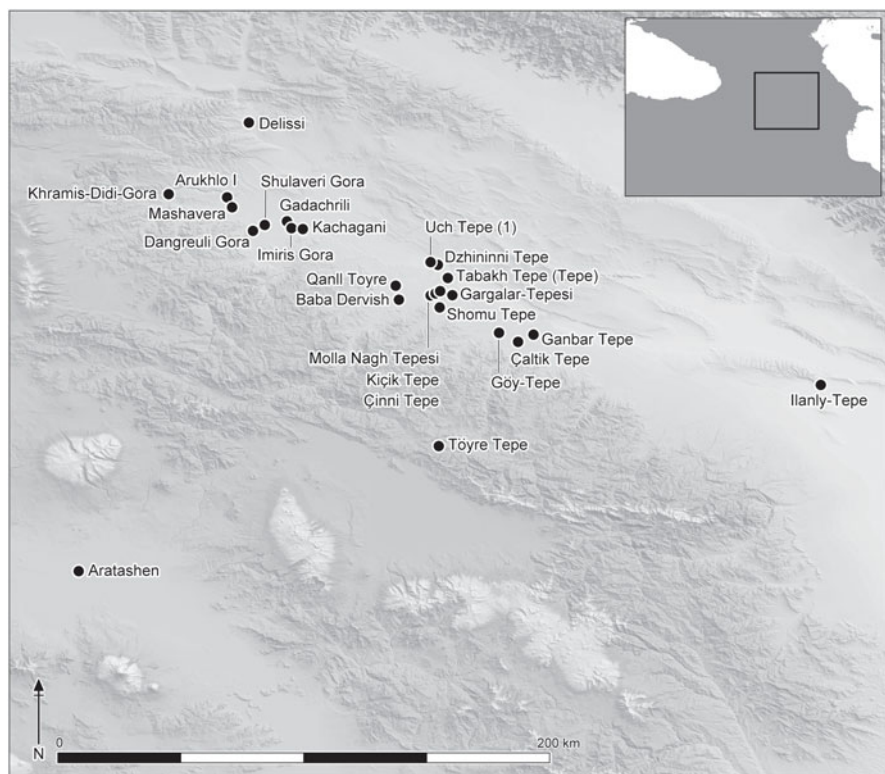 Delissi
Arukhlo I
Shulaveri Gora
Khramis-Didi-Gora
Gadachrili
Mashavera
Kachagani
Dangreuli Gora
Imiris Gora
Uch Tepe (1)
Dzhininni Tepe
Qanll Toyre
Tabakh Tepe (Tepe)
Baba Dervish
Gargalar-Tepesi
Shomu Tepe
Ganbar Tepe
Molla Nagh Tepesi
Çaltik Tepe
Kiçik Tepe
Göy-Tepe
Çinni Tepe
Ilanly-Tepe
Töyre Tepe
Aratashen
N
0
200 km